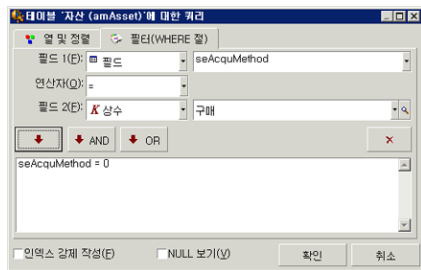 테이블 '자산 (amAsset)'에 대한 쿼리
열 및 정렬 필터(WHERE 절)
필드 1(F): 필드 seAcquMethod
연산자(O): =
필드 2(F): K 상수 구매
AND OR ×
seAcquMethod = 0
인덱스 강제 작성(E) NULL 보기(V) 확인 취소